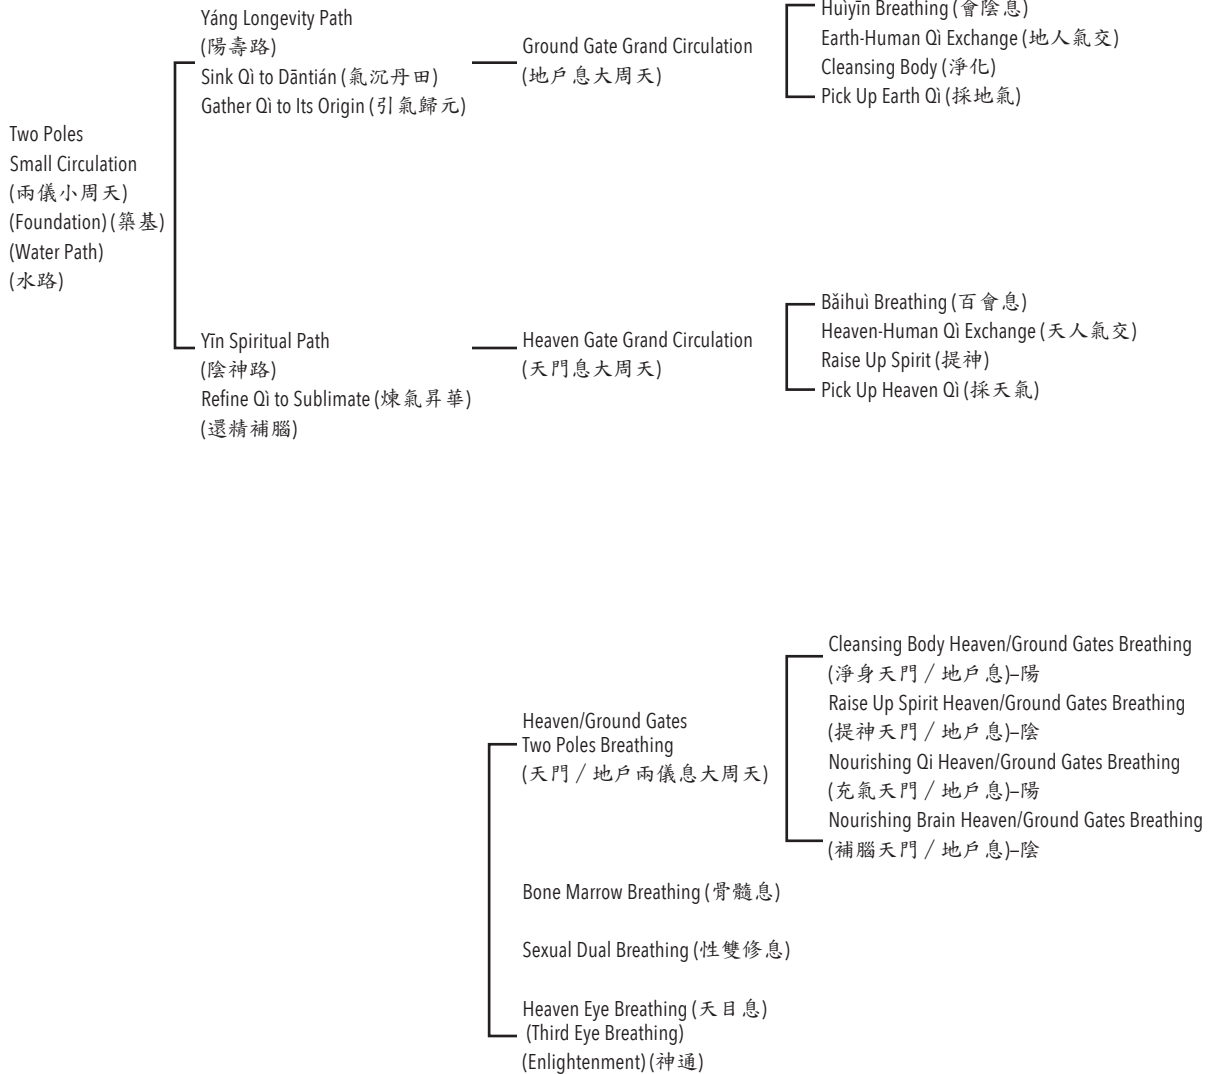 Two Poles
Small Circulation
(兩儀小周天)
(Foundation) (築基)
(Water Path)
(水路)
Yáng Longevity Path
(陽壽路)
Sink Qì to Dāntián (氣沉丹田)
Gather Qì to Its Origin (引氣歸元)
Ground Gate Grand Circulation
(地戶息大周天)
Huìyīn Breathing (會陰息)
Earth-Human Qì Exchange (地人氣交)
Cleansing Body (淨化)
Pick Up Earth Qì (採地氣)
Yīn Spiritual Path
(陰神路)
Refine Qì to Sublimate (煉氣昇華)
(還精補腦)
Heaven Gate Grand Circulation
(天門息大周天)
Bǎihuì Breathing (百會息)
Heaven-Human Qì Exchange (天人氣交)
Raise Up Spirit (提神)
Pick Up Heaven Qì (採天氣)
Heaven/Ground Gates
Two Poles Breathing
(天門/地戶兩儀息大周天)
Cleansing Body Heaven/Ground Gates Breathing
(淨身天門/地戶息)–陽
Raise Up Spirit Heaven/Ground Gates Breathing
(提神天門/地戶息)–陰
Nourishing Qi Heaven/Ground Gates Breathing
(充氣天門/地戶息)–陽
Nourishing Brain Heaven/Ground Gates Breathing
(補腦天門/地戶息)–陰
Bone Marrow Breathing (骨髓息)
Sexual Dual Breathing (性雙修息)
Heaven Eye Breathing (天目息)
(Third Eye Breathing)
(Enlightenment) (神通)